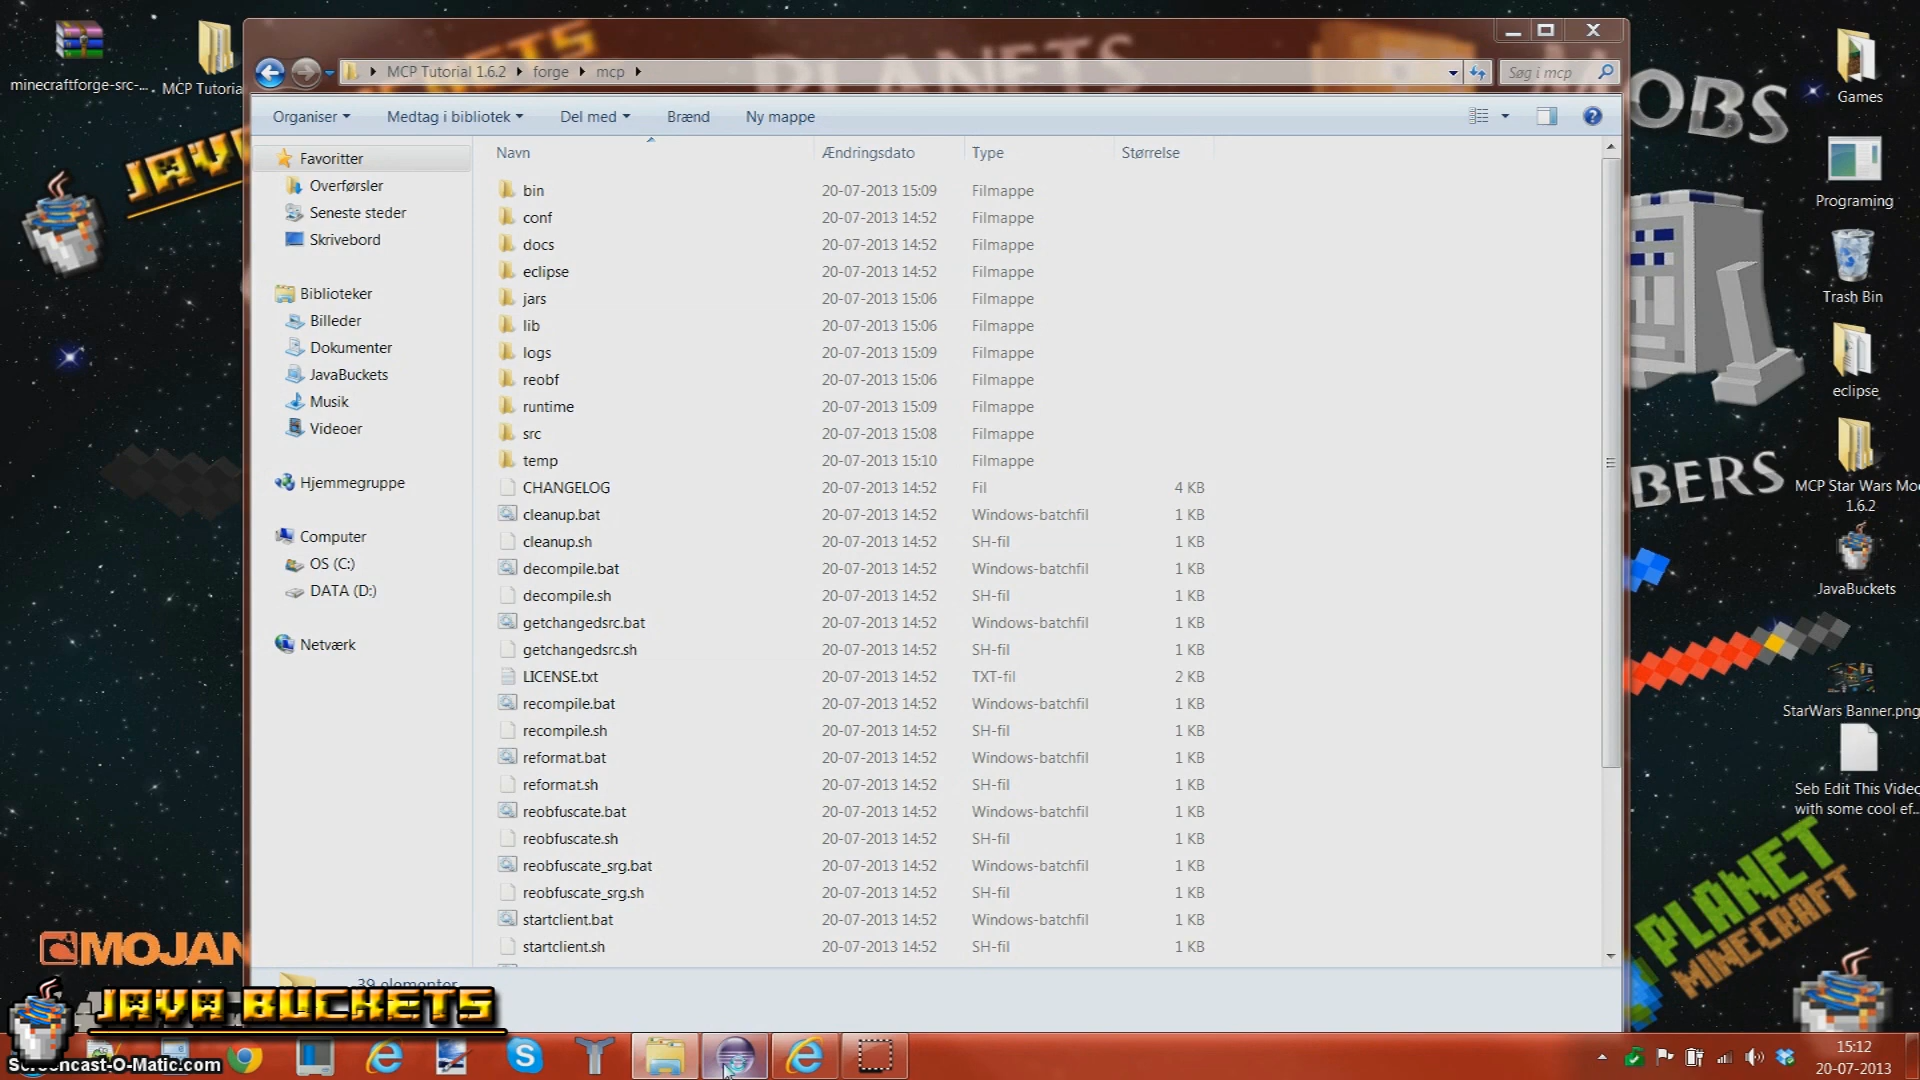 minecraftforge-src-...
MCP Tutoria
MCP Tutorial 1.6.2
forge
mcp
Søg i mcp
Organiser
Medtag i bibliotek
Del med
Brænd
Ny mappe
Favoritter
Overførsler
Seneste steder
Skrivebord
Biblioteker
Billeder
Dokumenter
JavaBuckets
Musik
Videoer
Hjemmegruppe
Computer
OS (C:)
DATA (D:)
Netværk
Navn Ændringsdato Type Størrelse
bin 20-07-2013 15:09 Filmappe
conf 20-07-2013 14:52 Filmappe
docs 20-07-2013 14:52 Filmappe
eclipse 20-07-2013 14:52 Filmappe
jars 20-07-2013 15:06 Filmappe
lib 20-07-2013 15:06 Filmappe
logs 20-07-2013 15:09 Filmappe
reobf 20-07-2013 15:06 Filmappe
runtime 20-07-2013 15:09 Filmappe
src 20-07-2013 15:08 Filmappe
temp 20-07-2013 15:10 Filmappe
CHANGELOG 20-07-2013 14:52 Fil 4 KB
cleanup.bat 20-07-2013 14:52 Windows-batchfil 1 KB
cleanup.sh 20-07-2013 14:52 SH-fil 1 KB
decompile.bat 20-07-2013 14:52 Windows-batchfil 1 KB
decompile.sh 20-07-2013 14:52 SH-fil 1 KB
getchangedsrc.bat 20-07-2013 14:52 Windows-batchfil 1 KB
getchangedsrc.sh 20-07-2013 14:52 SH-fil 1 KB
LICENSE.txt 20-07-2013 14:52 TXT-fil 2 KB
recompile.bat 20-07-2013 14:52 Windows-batchfil 1 KB
recompile.sh 20-07-2013 14:52 SH-fil 1 KB
reformat.bat 20-07-2013 14:52 Windows-batchfil 1 KB
reformat.sh 20-07-2013 14:52 SH-fil 1 KB
reobfuscate.bat 20-07-2013 14:52 Windows-batchfil 1 KB
reobfuscate.sh 20-07-2013 14:52 SH-fil 1 KB
reobfuscate_srg.bat 20-07-2013 14:52 Windows-batchfil 1 KB
reobfuscate_srg.sh 20-07-2013 14:52 SH-fil 1 KB
startclient.bat 20-07-2013 14:52 Windows-batchfil 1 KB
startclient.sh 20-07-2013 14:52 SH-fil 1 KB
39 elementer
PLANETS
JAV
OBS
BERS
Games
Programing
Trash Bin
eclipse
MCP Star Wars Mo
1.6.2
JavaBuckets
StarWars Banner.png
Seb Edit This Video
with some cool ef...
PLANET
MINECRAFT
MOJAN
JAVA BUCKETS
Screencast-O-Matic.com
15:12
20-07-2013